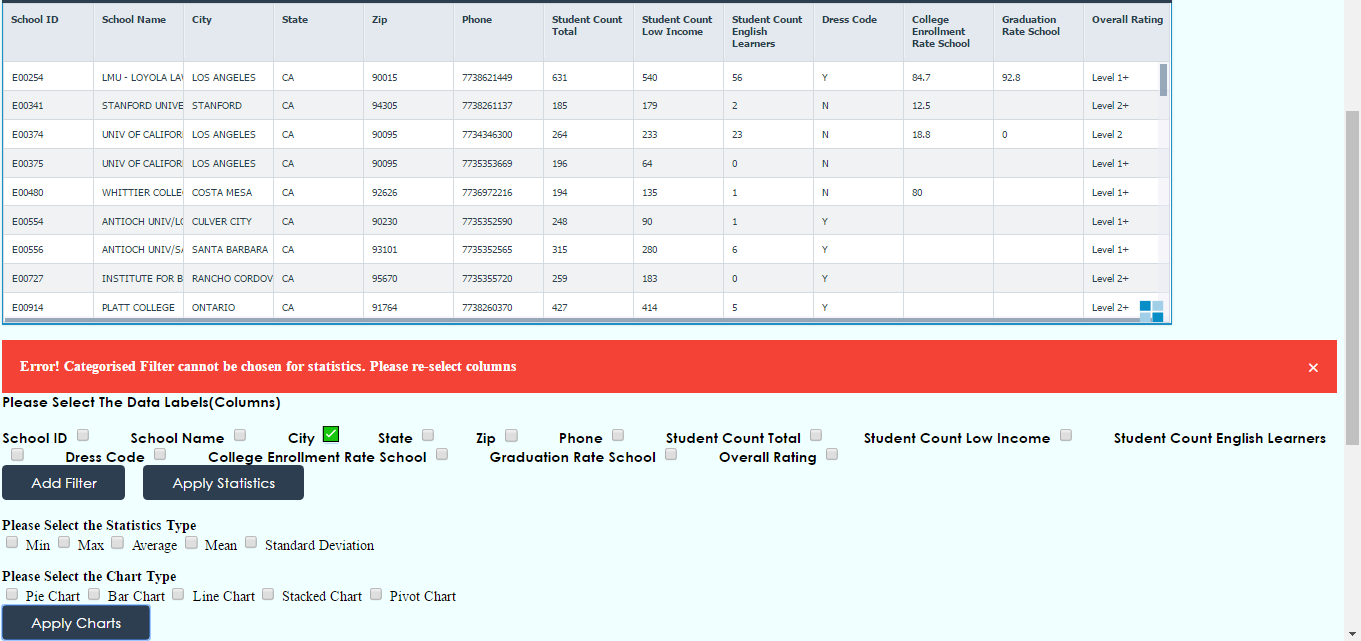 School ID School Name City State Zip Phone Student Count Total Student Count Low Income Student Count English Learners Dress Code College Enrollment Rate School Graduation Rate School Overall Rating
E00254 LMU - LOYOLA LA LOS ANGELES CA 90015 7738621449 631 540 56 Y 84.7 92.8 Level 1+
E00341 STANFORD UNIVE STANFORD CA 94305 7738261137 185 179 2 N 12.5 Level 2+
E00374 UNIV OF CALIFOR LOS ANGELES CA 90095 7734346300 264 233 23 N 18.8 0 Level 2
E00375 UNIV OF CALIFOR LOS ANGELES CA 90095 7735353669 196 64 0 N Level 1+
E00480 WHITTIER COLLE COSTA MESA CA 92626 7736972216 194 135 1 N 80 Level 1+
E00554 ANTIOCH UNIV/LO CULVER CITY CA 90230 7735352590 248 90 1 Y Level 1+
E00556 ANTIOCH UNIV/SA SANTA BARBARA CA 93101 7735352565 315 280 6 Y Level 1+
E00727 INSTITUTE FOR B RANCHO CORDOV CA 95670 7735355720 259 183 0 Y Level 2+
E00914 PLATT COLLEGE ONTARIO CA 91764 7738260370 427 414 5 Y Level 2+
Error! Categorised Filter cannot be chosen for statistics. Please re-select columns ×
Please Select The Data Labels(Columns)
School ID School Name City State Zip Phone Student Count Total Student Count Low Income Student Count English Learners
Dress Code College Enrollment Rate School Graduation Rate School Overall Rating
Add Filter Apply Statistics
Please Select the Statistics Type
Min Max Average Mean Standard Deviation
Please Select the Chart Type
Pie Chart Bar Chart Line Chart Stacked Chart Pivot Chart
Apply Charts